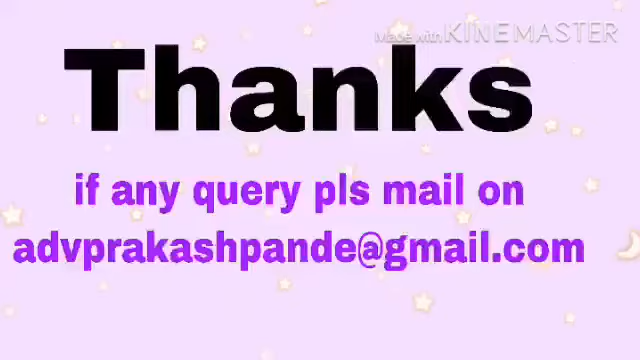 Made with KINEMASTER
Thanks
if any query pls mail on
advprakashpande@gmail.com